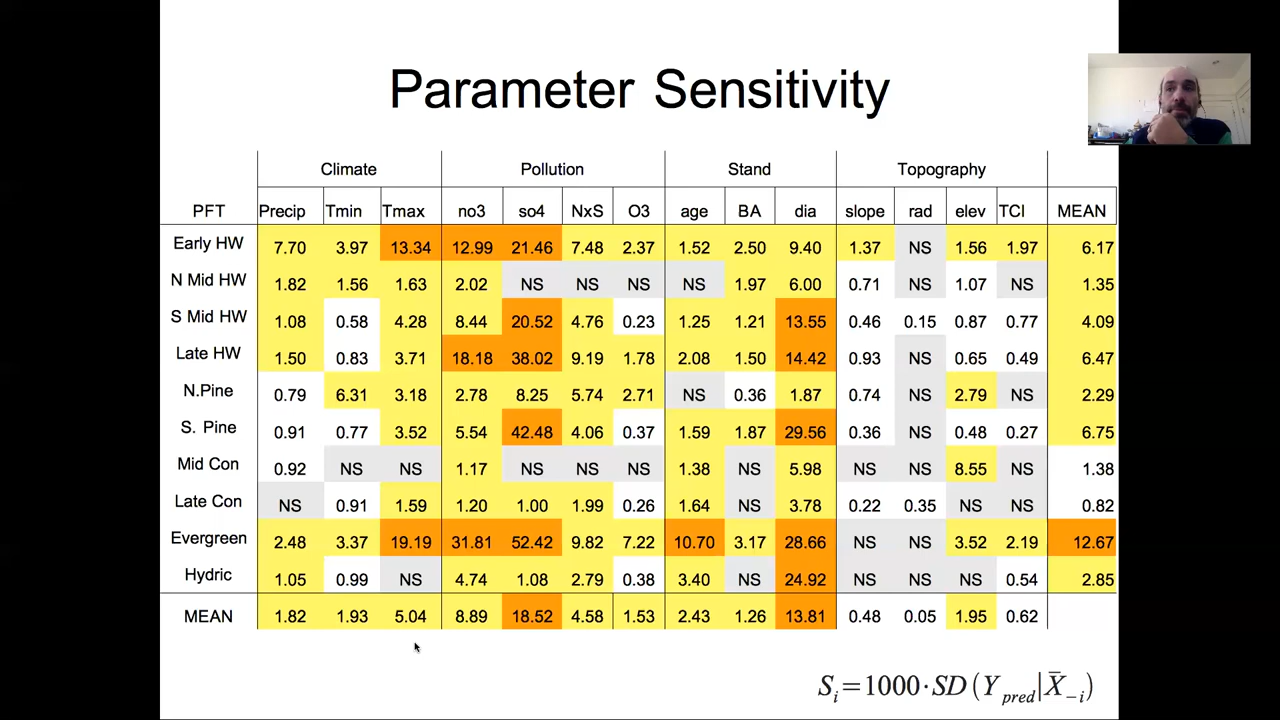 Parameter Sensitivity
Climate Pollution Stand Topography
PFT Precip Tmin Tmax no3 so4 NxS O3 age BA dia slope rad elev TCI MEAN
Early HW 7.70 3.97 13.34 12.99 21.46 7.48 2.37 1.52 2.50 9.40 1.37 NS 1.56 1.97 6.17
N Mid HW 1.82 1.56 1.63 2.02 NS NS NS NS 1.97 6.00 0.71 NS 1.07 NS 1.35
S Mid HW 1.08 0.58 4.28 8.44 20.52 4.76 0.23 1.25 1.21 13.55 0.46 0.15 0.87 0.77 4.09
Late HW 1.50 0.83 3.71 18.18 38.02 9.19 1.78 2.08 1.50 14.42 0.93 NS 0.65 0.49 6.47
N.Pine 0.79 6.31 3.18 2.78 8.25 5.74 2.71 NS 0.36 1.87 0.74 NS 2.79 NS 2.29
S. Pine 0.91 0.77 3.52 5.54 42.48 4.06 0.37 1.59 1.87 29.56 0.36 NS 0.48 0.27 6.75
Mid Con 0.92 NS NS 1.17 NS NS NS 1.38 NS 5.98 NS NS 8.55 NS 1.38
Late Con NS 0.91 1.59 1.20 1.00 1.99 0.26 1.64 NS 3.78 0.22 0.35 NS NS 0.82
Evergreen 2.48 3.37 19.19 31.81 52.42 9.82 7.22 10.70 3.17 28.66 NS NS 3.52 2.19 12.67
Hydric 1.05 0.99 NS 4.74 1.08 2.79 0.38 3.40 NS 24.92 NS NS NS 0.54 2.85
MEAN 1.82 1.93 5.04 8.89 18.52 4.58 1.53 2.43 1.26 13.81 0.48 0.05 1.95 0.62
S_i = 1000 · SD (Y_pred | X̄_−i)